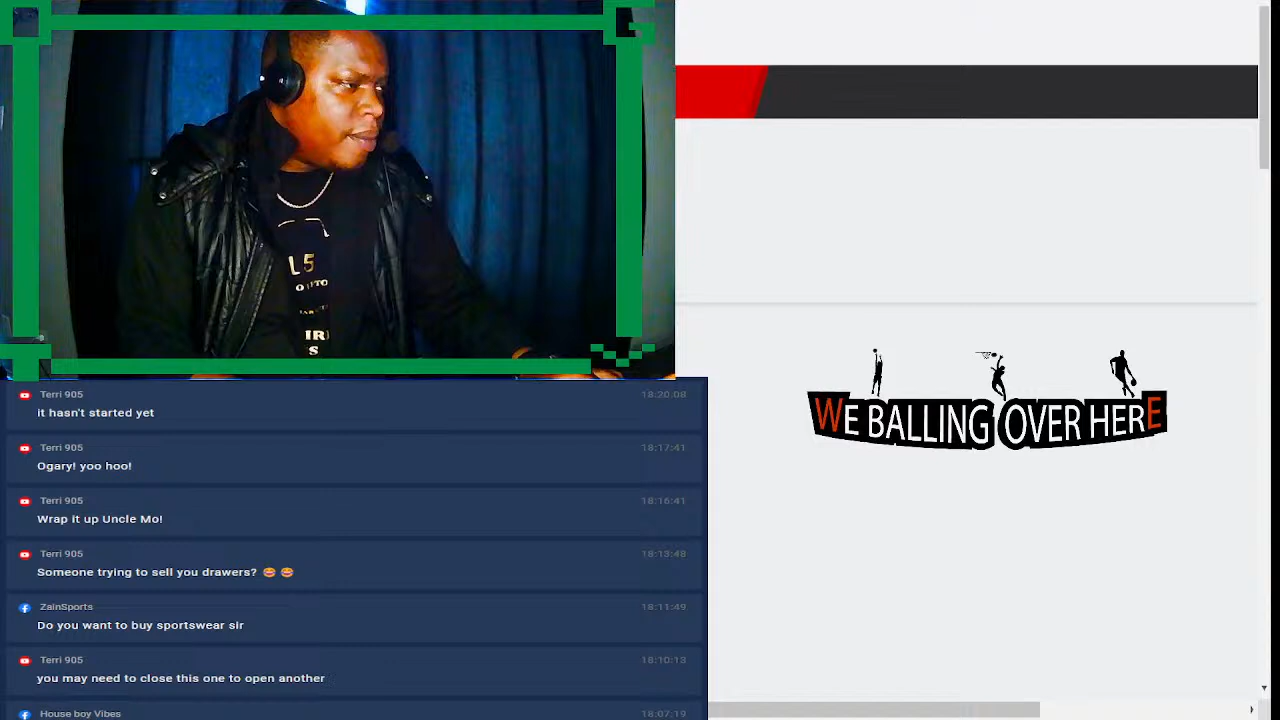 L5
IR
S
Terri 905
18:20:08
it hasn't started yet
Terri 905
18:17:41
Ogary! yoo hoo!
Terri 905
18:16:41
Wrap it up Uncle Mo!
Terri 905
18:13:48
Someone trying to sell you drawers? 😂 😂
ZainSports
18:11:49
Do you want to buy sportswear sir
Terri 905
18:10:13
you may need to close this one to open another
House boy Vibes
18:07:19
WE BALLING OVER HERE